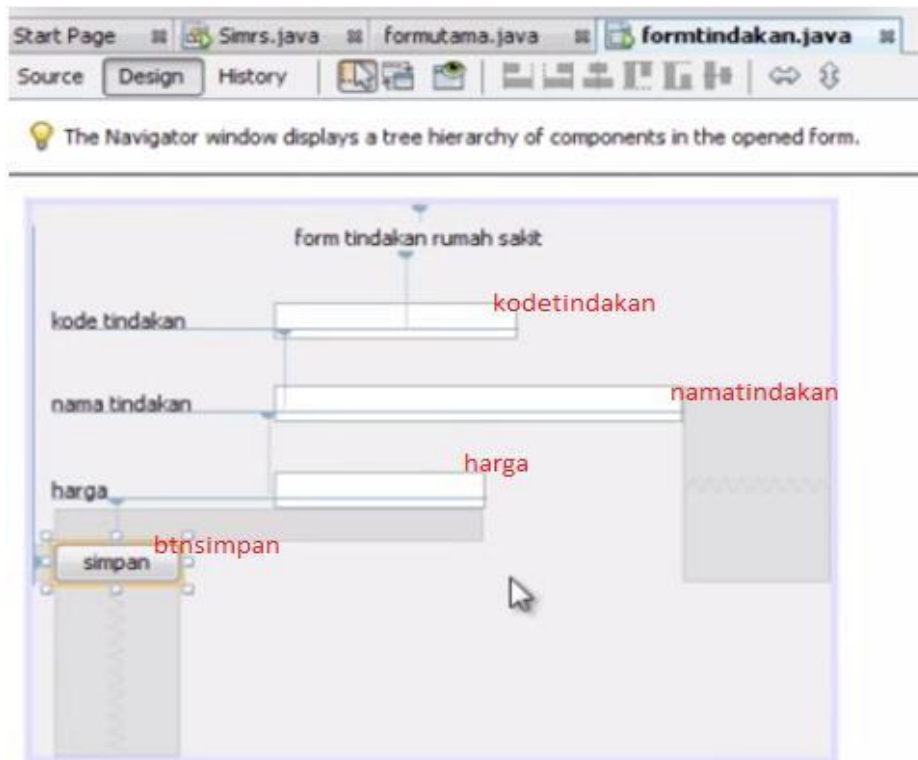 Start Page Simrs.java formutama.java formtindakan.java
Source Design History
The Navigator window displays a tree hierarchy of components in the opened form.
form tindakan rumah sakit
kode tindakan kodetindakan
nama tindakan namatindakan
harga harga
simpan btnsimpan